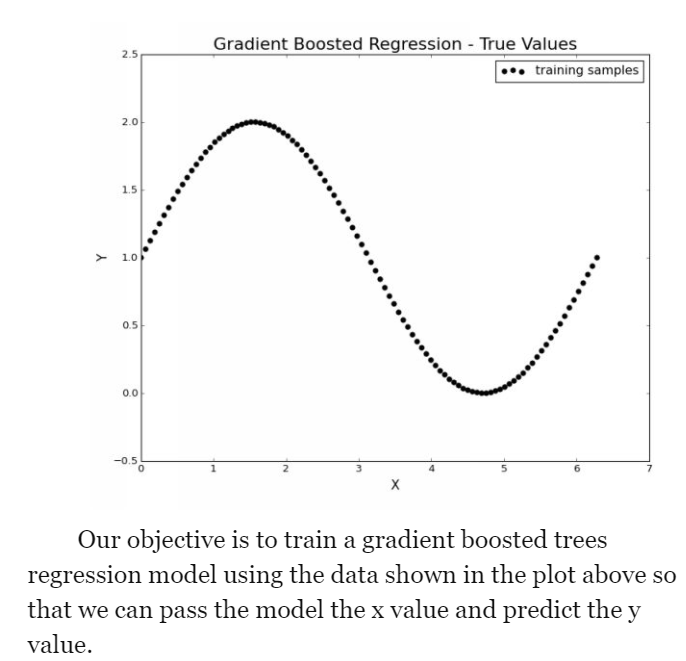 Gradient Boosted Regression - True Values
2.5
training samples
2.0
1.5
1.0
Y
0.5
0.0
−0.5
0 1 2 3 4 5 6 7
X
Our objective is to train a gradient boosted trees
regression model using the data shown in the plot above so
that we can pass the model the x value and predict the y
value.